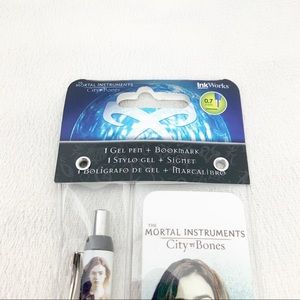 THE
MORTAL INSTRUMENTS
City of Bones
InkWorks
0.7
1 GEL PEN + BOOKMARK
1 STYLO GEL + SIGNET
1 BOLÍGRAFO DE GEL + MARCALIBRO
THE
MORTAL INSTRUMENTS
City of Bones